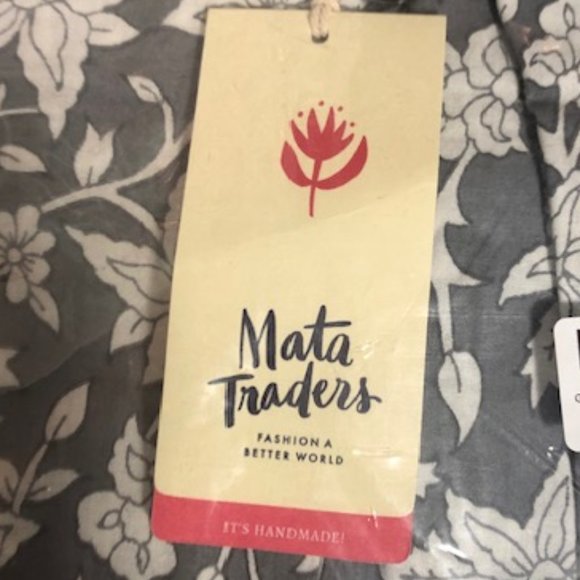 Mata
Traders
FASHION A
BETTER WORLD
IT'S HANDMADE!